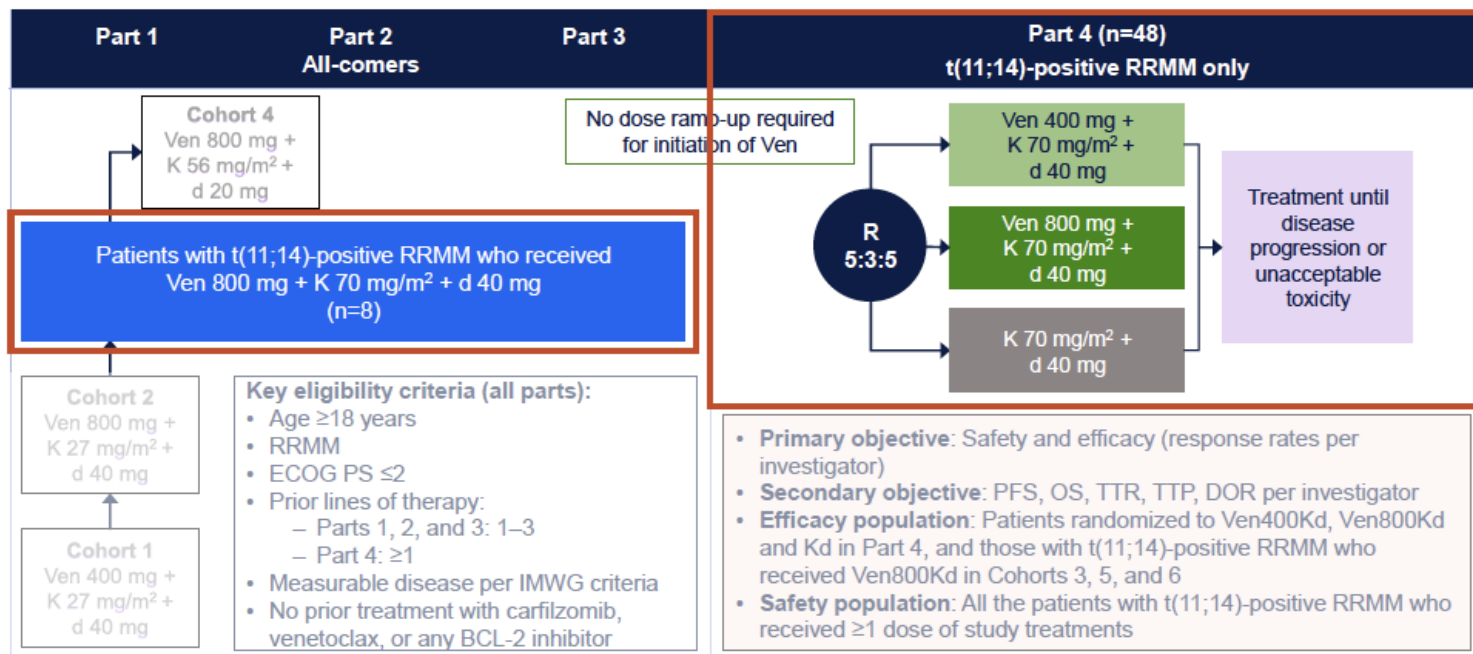 Part 1
Part 2
All-comers
Part 3
Part 4 (n=48)
t(11;14)-positive RRMM only
Cohort 4
Ven 800 mg +
K 56 mg/m² +
d 20 mg
Patients with t(11;14)-positive RRMM who received
Ven 800 mg + K 70 mg/m² + d 40 mg
(n=8)
Cohort 2
Ven 800 mg +
K 27 mg/m² +
d 40 mg
Cohort 1
Ven 400 mg +
K 27 mg/m² +
d 40 mg
Key eligibility criteria (all parts):
• Age ≥18 years
• RRMM
• ECOG PS ≤2
• Prior lines of therapy:
– Parts 1, 2, and 3: 1–3
– Part 4: ≥1
• Measurable disease per IMWG criteria
• No prior treatment with carfilzomib,
venetoclax, or any BCL-2 inhibitor
No dose ramp-up required
for initiation of Ven
R
5:3:5
Ven 400 mg +
K 70 mg/m² +
d 40 mg
Ven 800 mg +
K 70 mg/m² +
d 40 mg
K 70 mg/m² +
d 40 mg
Treatment until
disease
progression or
unacceptable
toxicity
• Primary objective: Safety and efficacy (response rates per
investigator)
• Secondary objective: PFS, OS, TTR, TTP, DOR per investigator
• Efficacy population: Patients randomized to Ven400Kd, Ven800Kd
and Kd in Part 4, and those with t(11;14)-positive RRMM who
received Ven800Kd in Cohorts 3, 5, and 6
• Safety population: All the patients with t(11;14)-positive RRMM who
received ≥1 dose of study treatments